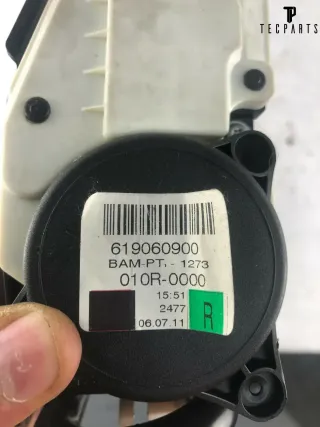 TECPARTS
619060900
BAM-PT, - 1273
010R-0000
15:51
2477
06.07.11
R